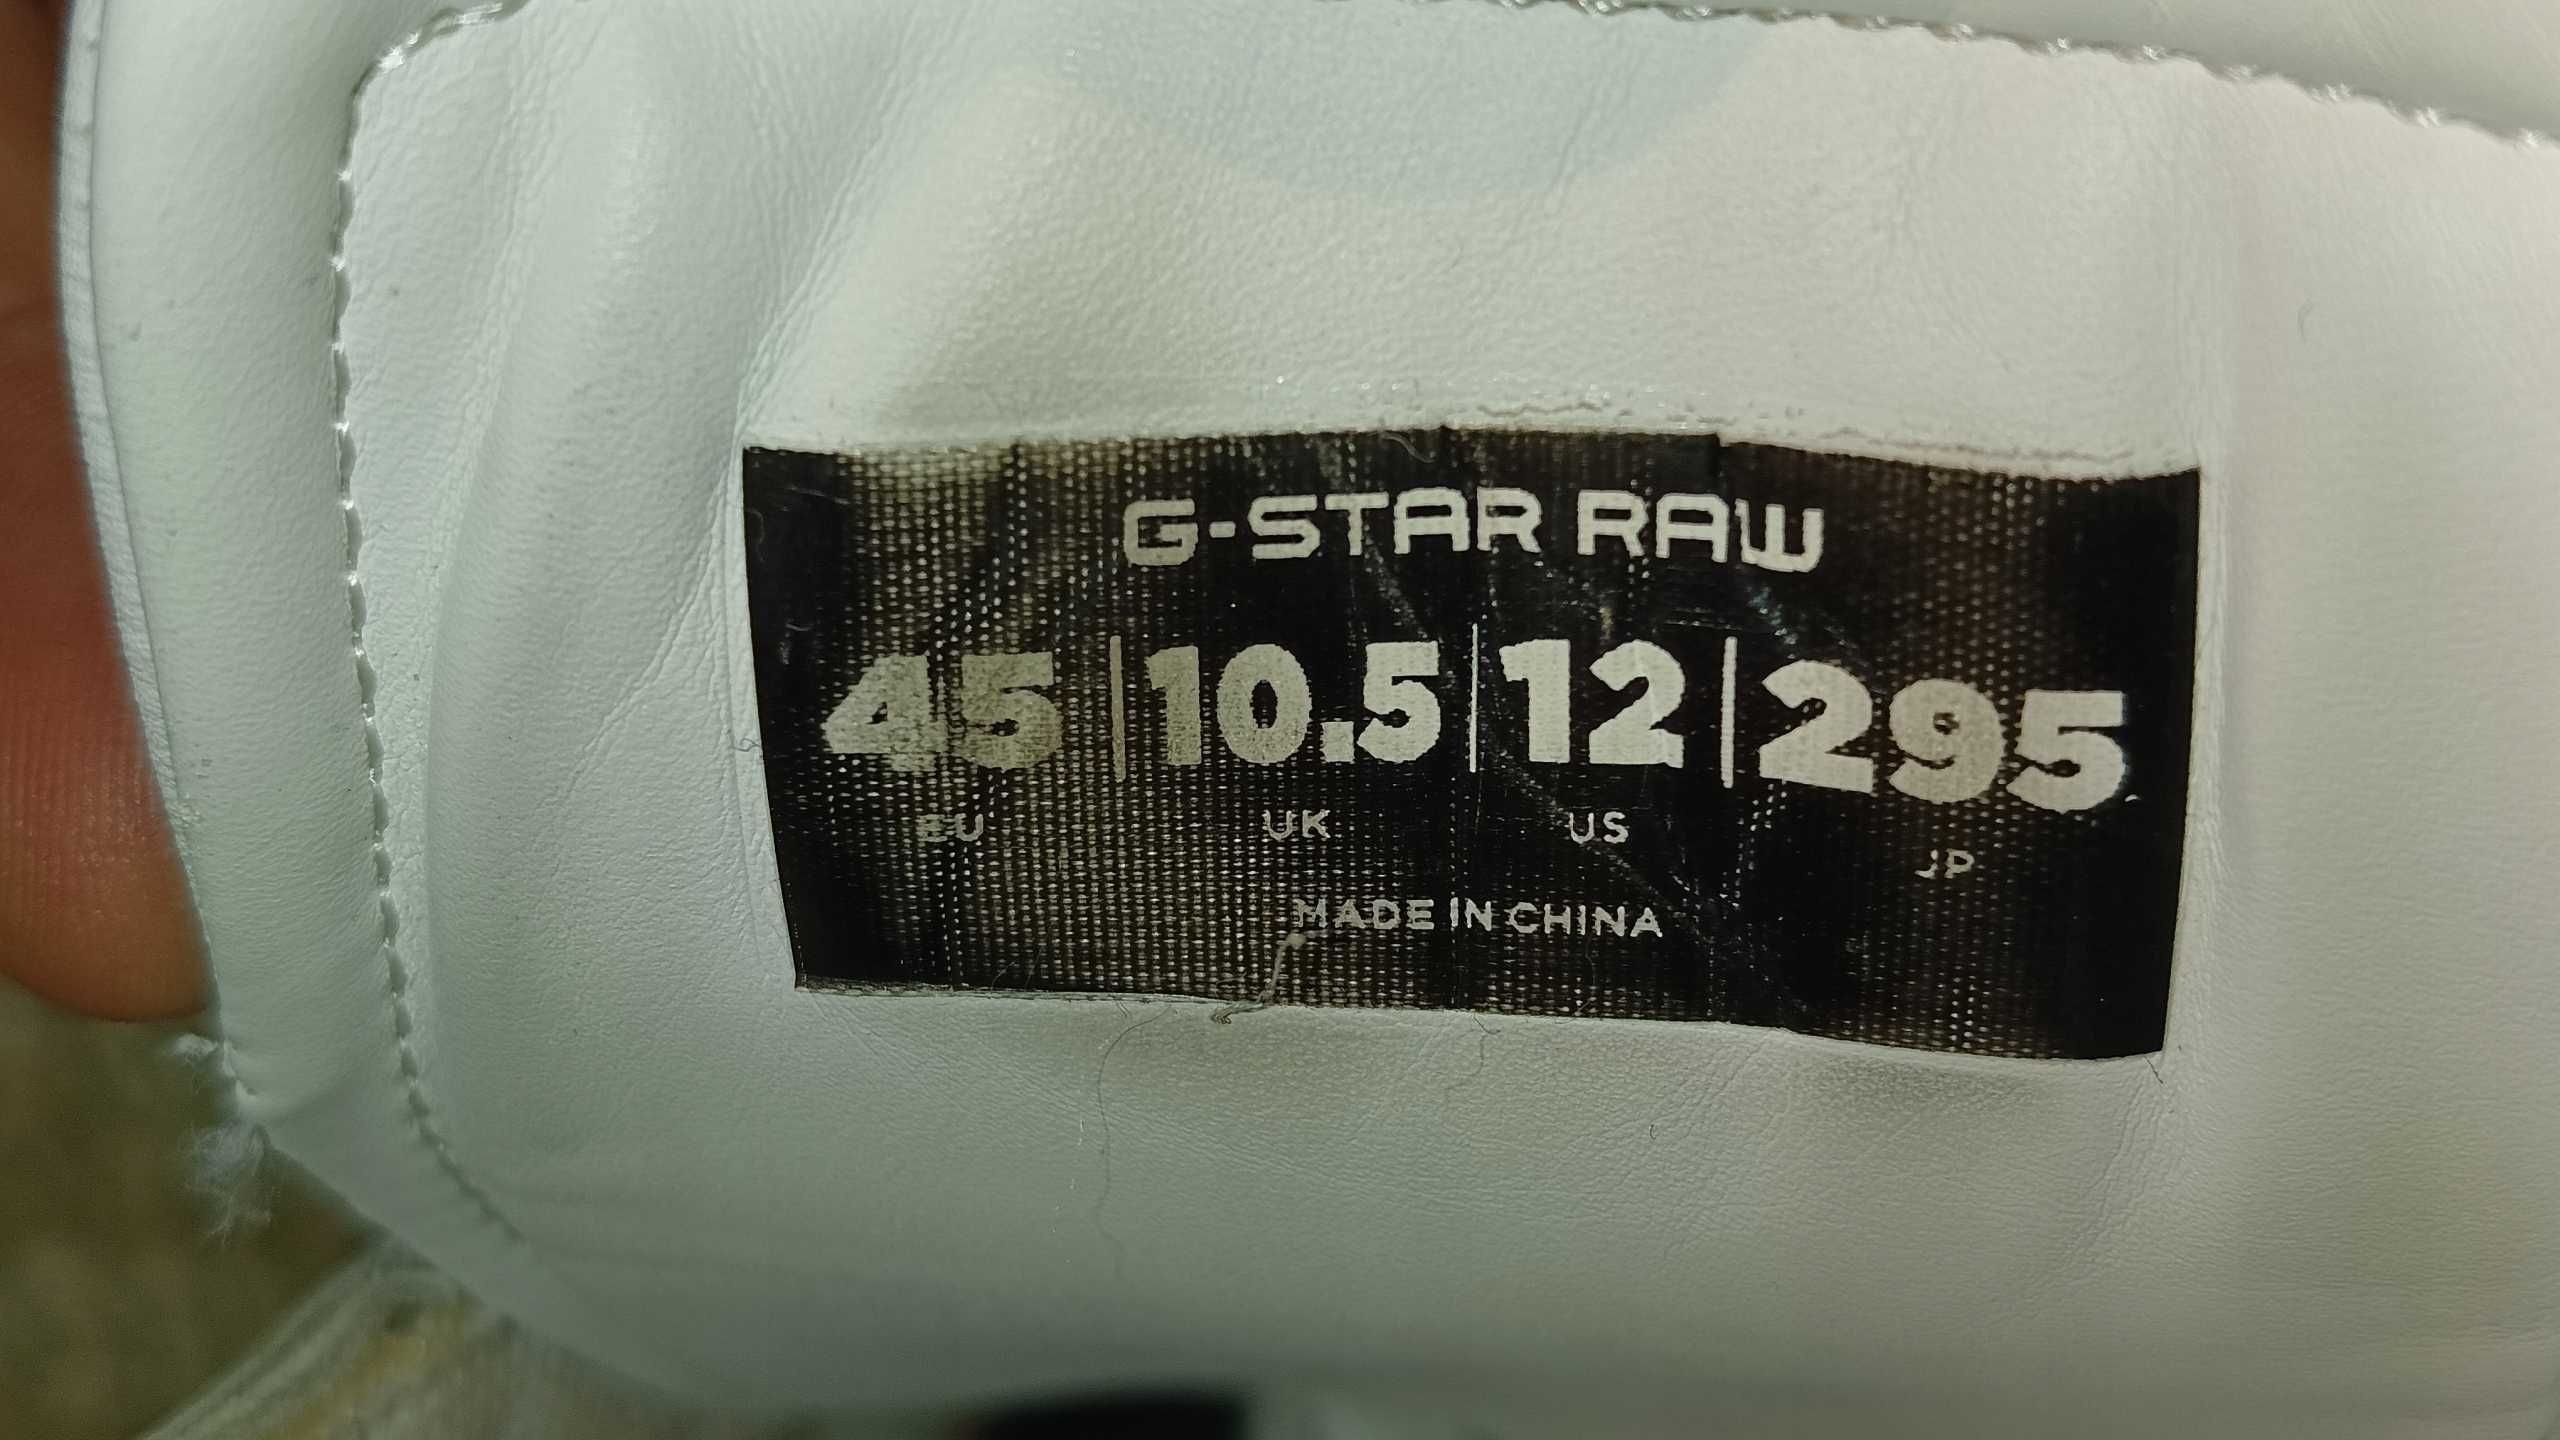 G-STAR RAW
45 | 10.5 | 12 | 295
EU UK US JP
MADE IN CHINA